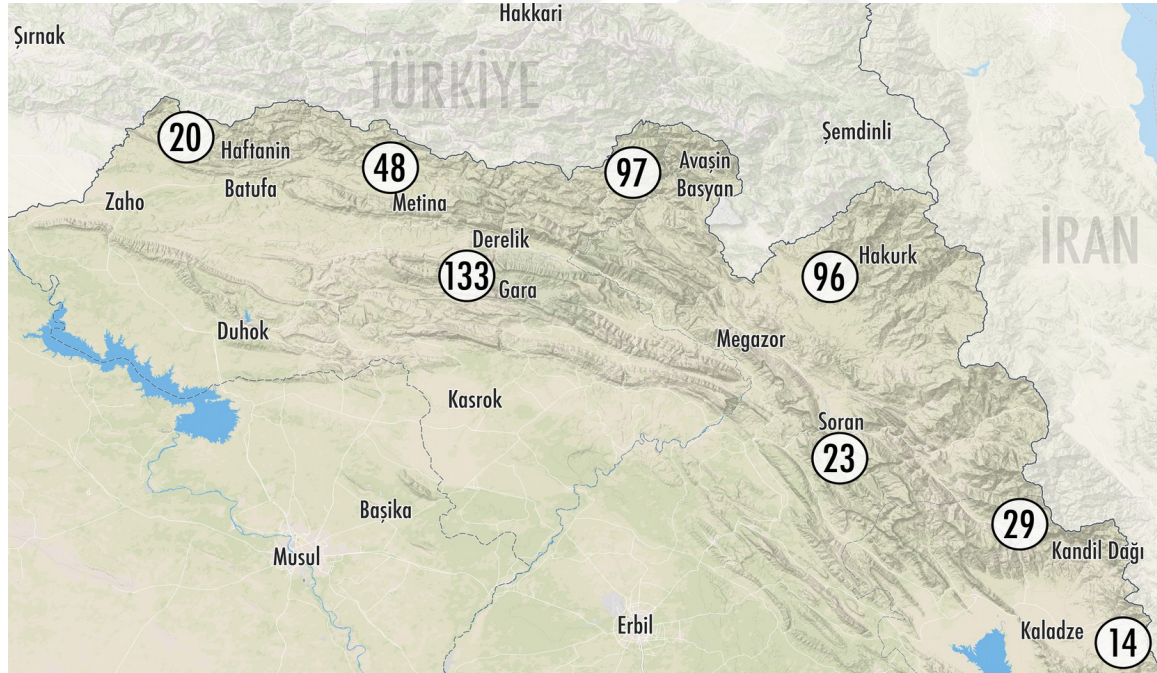 Hakkari
Şırnak
TÜRKİYE
20
Haftanin
48
97
Avaşin
Basyan
Şemdinli
Batufa
Metina
Zaho
Derelik
133
Gara
96
Hakurk
İRAN
Duhok
Megazor
Kasrok
Soran
23
Başika
29
Kandil Dağı
Musul
Erbil
Kaladze
14